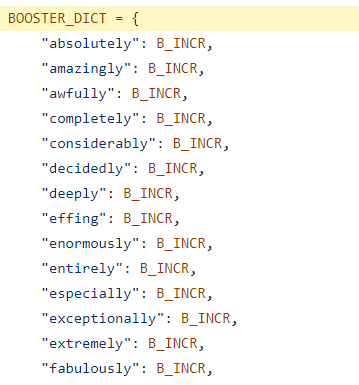 BOOSTER_DICT = {
"absolutely": B_INCR,
"amazingly": B_INCR,
"awfully": B_INCR,
"completely": B_INCR,
"considerably": B_INCR,
"decidedly": B_INCR,
"deeply": B_INCR,
"effing": B_INCR,
"enormously": B_INCR,
"entirely": B_INCR,
"especially": B_INCR,
"exceptionally": B_INCR,
"extremely": B_INCR,
"fabulously": B_INCR,